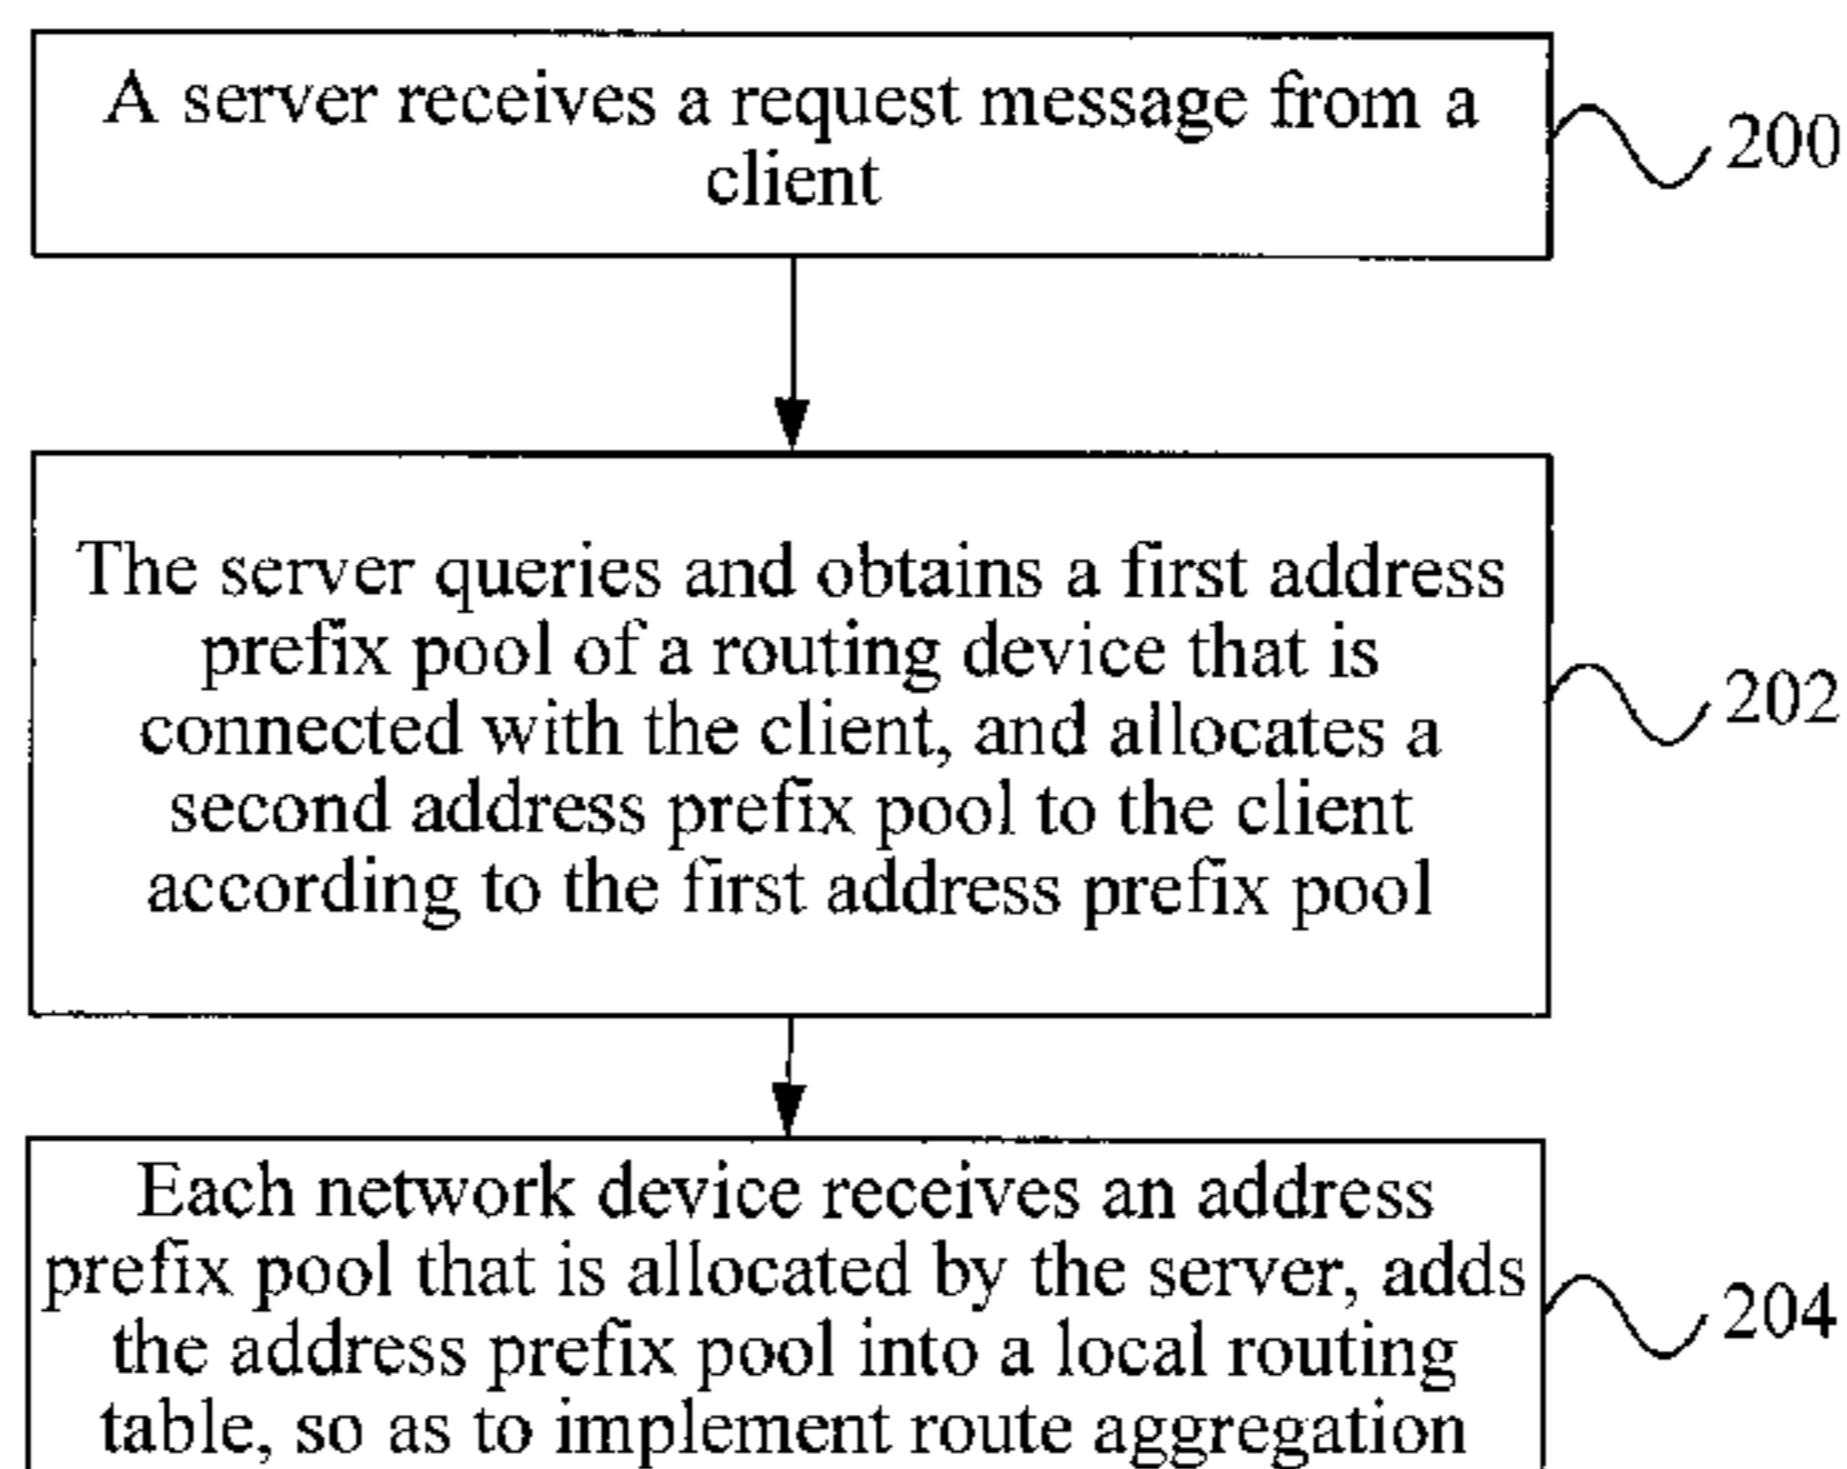 A server receives a request message from a
client
200
The server queries and obtains a first address
prefix pool of a routing device that is
connected with the client, and allocates a
second address prefix pool to the client
according to the first address prefix pool
202
Each network device receives an address
prefix pool that is allocated by the server, adds
the address prefix pool into a local routing
table, so as to implement route aggregation
204